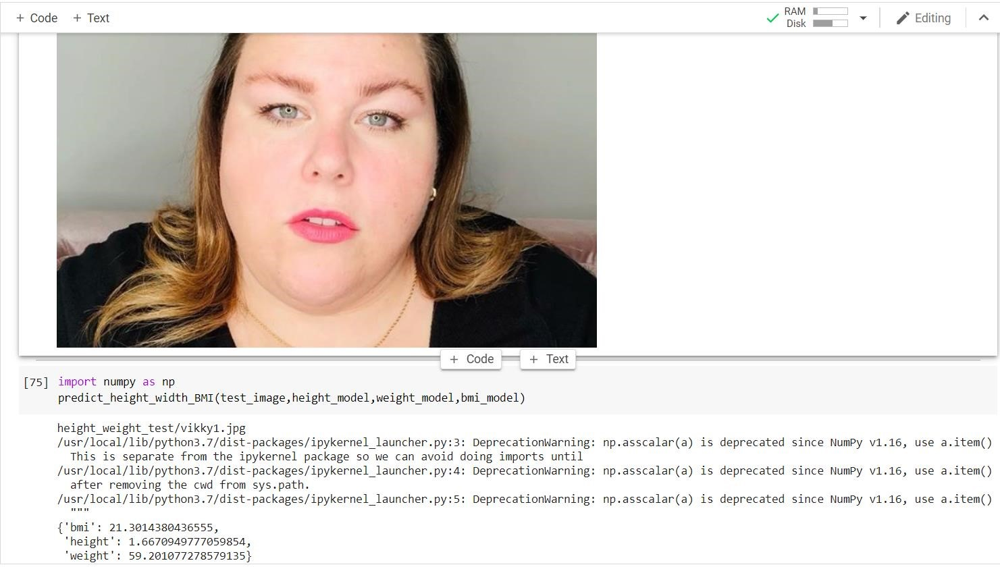 + Code + Text
RAM
Disk
Editing
+ Code + Text
[75] import numpy as np
predict_height_width_BMI(test_image,height_model,weight_model,bmi_model)
height_weight_test/vikky1.jpg
/usr/local/lib/python3.7/dist-packages/ipykernel_launcher.py:3: DeprecationWarning: np.asscalar(a) is deprecated since NumPy v1.16, use a.item()
This is separate from the ipykernel package so we can avoid doing imports until
/usr/local/lib/python3.7/dist-packages/ipykernel_launcher.py:4: DeprecationWarning: np.asscalar(a) is deprecated since NumPy v1.16, use a.item()
after removing the cwd from sys.path.
/usr/local/lib/python3.7/dist-packages/ipykernel_launcher.py:5: DeprecationWarning: np.asscalar(a) is deprecated since NumPy v1.16, use a.item()
"""
{'bmi': 21.3014380436555,
'height': 1.6670949777059854,
'weight': 59.201077278579135}